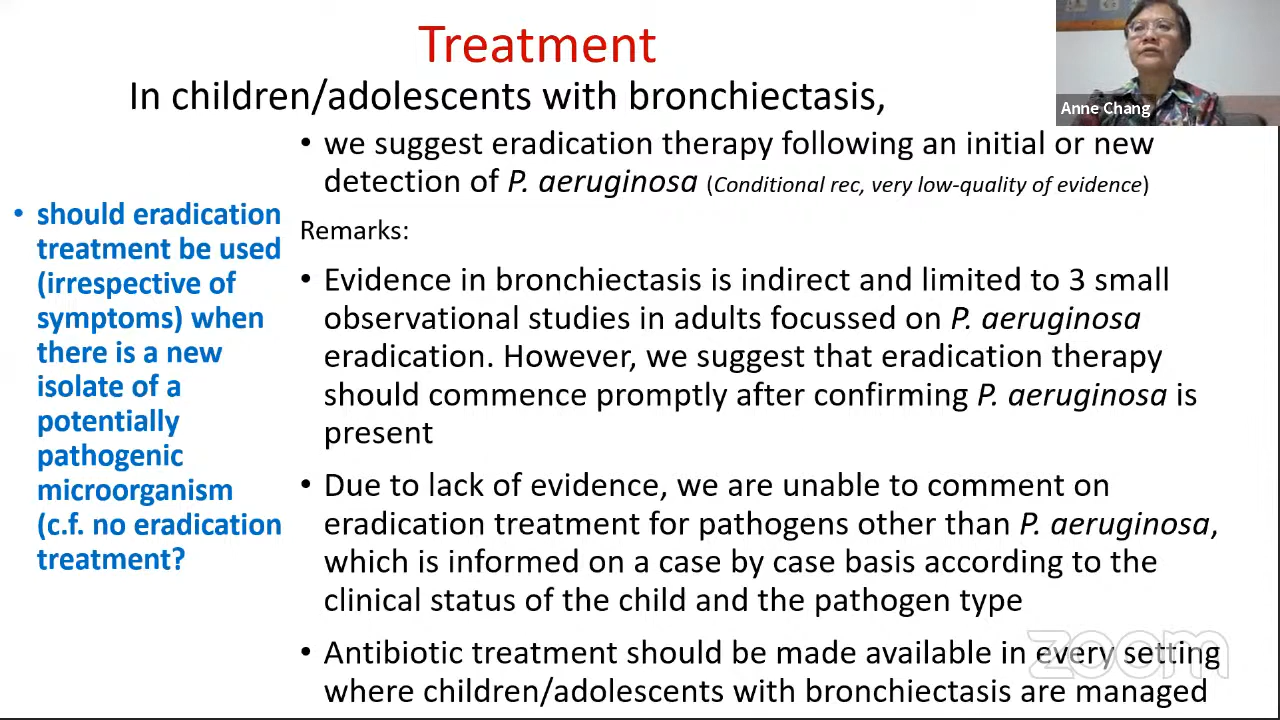 Treatment
In children/adolescents with bronchiectasis,
Anne Chang
• should eradication
treatment be used
(irrespective of
symptoms) when
there is a new
isolate of a
potentially
pathogenic
microorganism
(c.f. no eradication
treatment?
• we suggest eradication therapy following an initial or new
detection of P. aeruginosa (Conditional rec, very low-quality of evidence)
Remarks:
• Evidence in bronchiectasis is indirect and limited to 3 small
observational studies in adults focussed on P. aeruginosa
eradication. However, we suggest that eradication therapy
should commence promptly after confirming P. aeruginosa is
present
• Due to lack of evidence, we are unable to comment on
eradication treatment for pathogens other than P. aeruginosa,
which is informed on a case by case basis according to the
clinical status of the child and the pathogen type
• Antibiotic treatment should be made available in every setting
where children/adolescents with bronchiectasis are managed
zoom